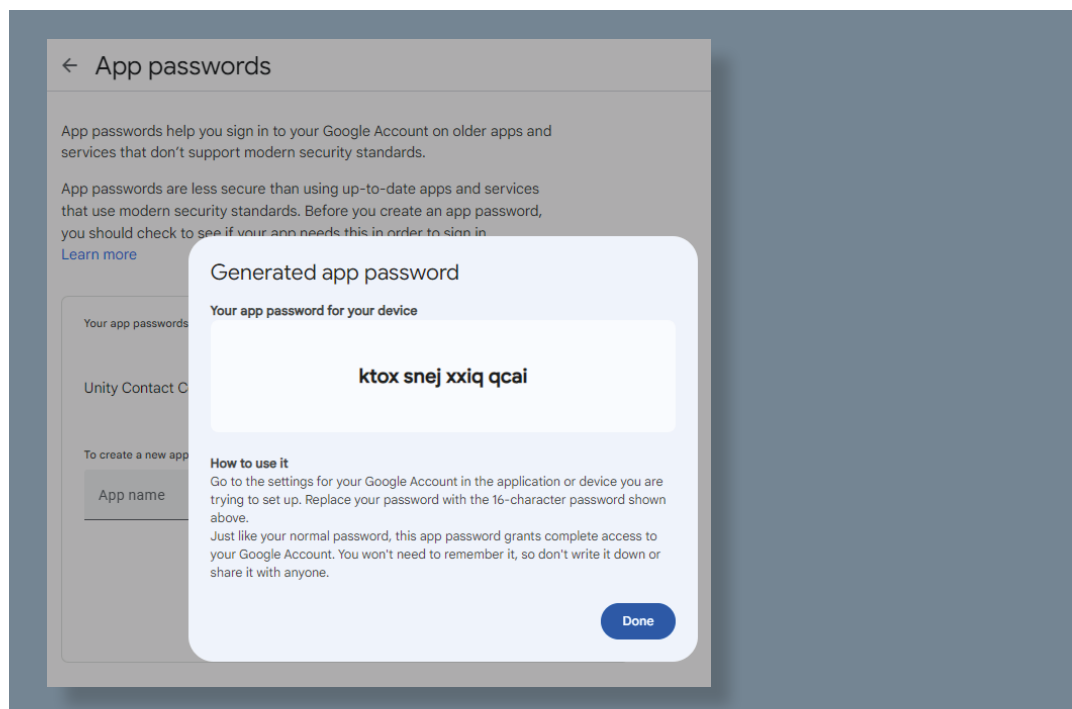 App passwords
App passwords help you sign in to your Google Account on older apps and
services that don't support modern security standards.
App passwords are less secure than using up-to-date apps and services
that use modern security standards. Before you create an app password,
you should check to see if your app needs this in order to sign in.
Learn more
Your app passwords
Unity Contact C
To create a new app
App name
Generated app password
Your app password for your device
ktox snej xxiq qcai
How to use it
Go to the settings for your Google Account in the application or device you are
trying to set up. Replace your password with the 16-character password shown
above.
Just like your normal password, this app password grants complete access to
your Google Account. You won't need to remember it, so don't write it down or
share it with anyone.
Done